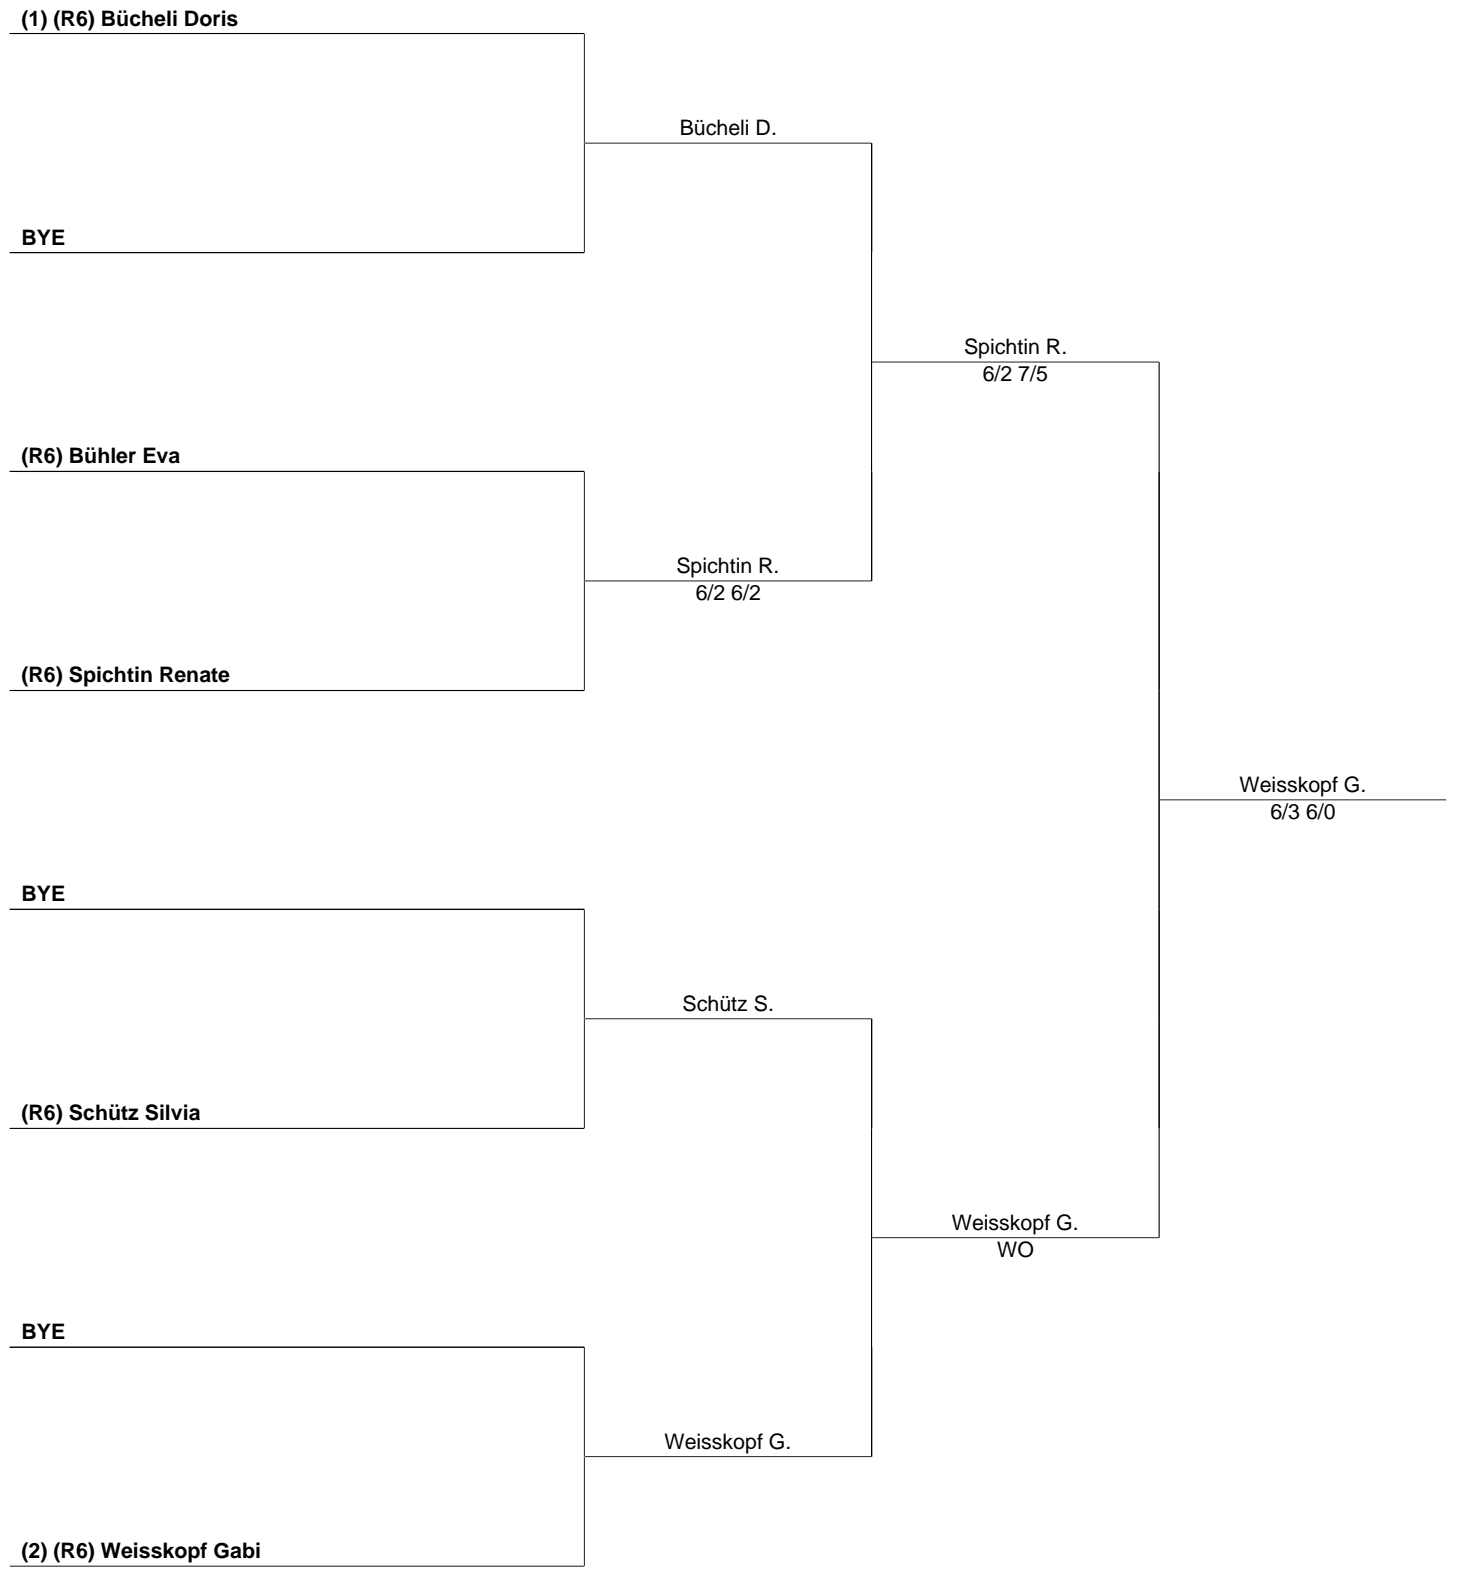 (1) (R6) Bücheli Doris
Bücheli D.
BYE
Spichtin R.
6/2 7/5
(R6) Bühler Eva
Spichtin R.
6/2 6/2
(R6) Spichtin Renate
Weisskopf G.
6/3 6/0
BYE
Schütz S.
(R6) Schütz Silvia
Weisskopf G.
WO
BYE
Weisskopf G.
(2) (R6) Weisskopf Gabi